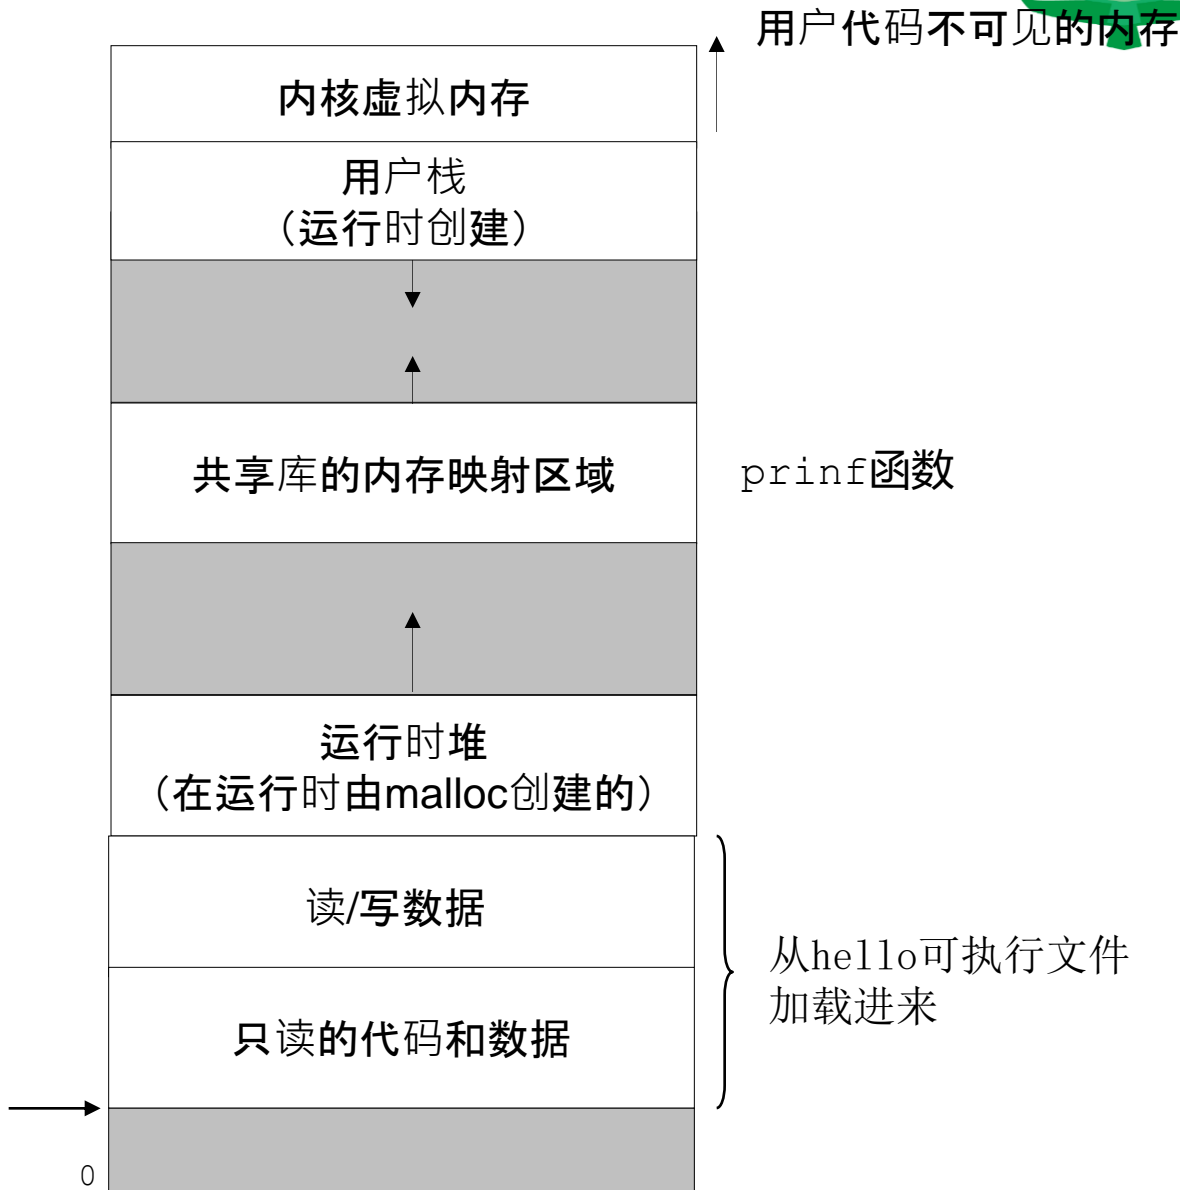 用户代码不可见的内存
内核虚拟内存
用户栈
（运行时创建）
共享库的内存映射区域
prinf函数
运行时堆
（在运行时由malloc创建的）
读/写数据
从hello可执行文件
加载进来
只读的代码和数据
0